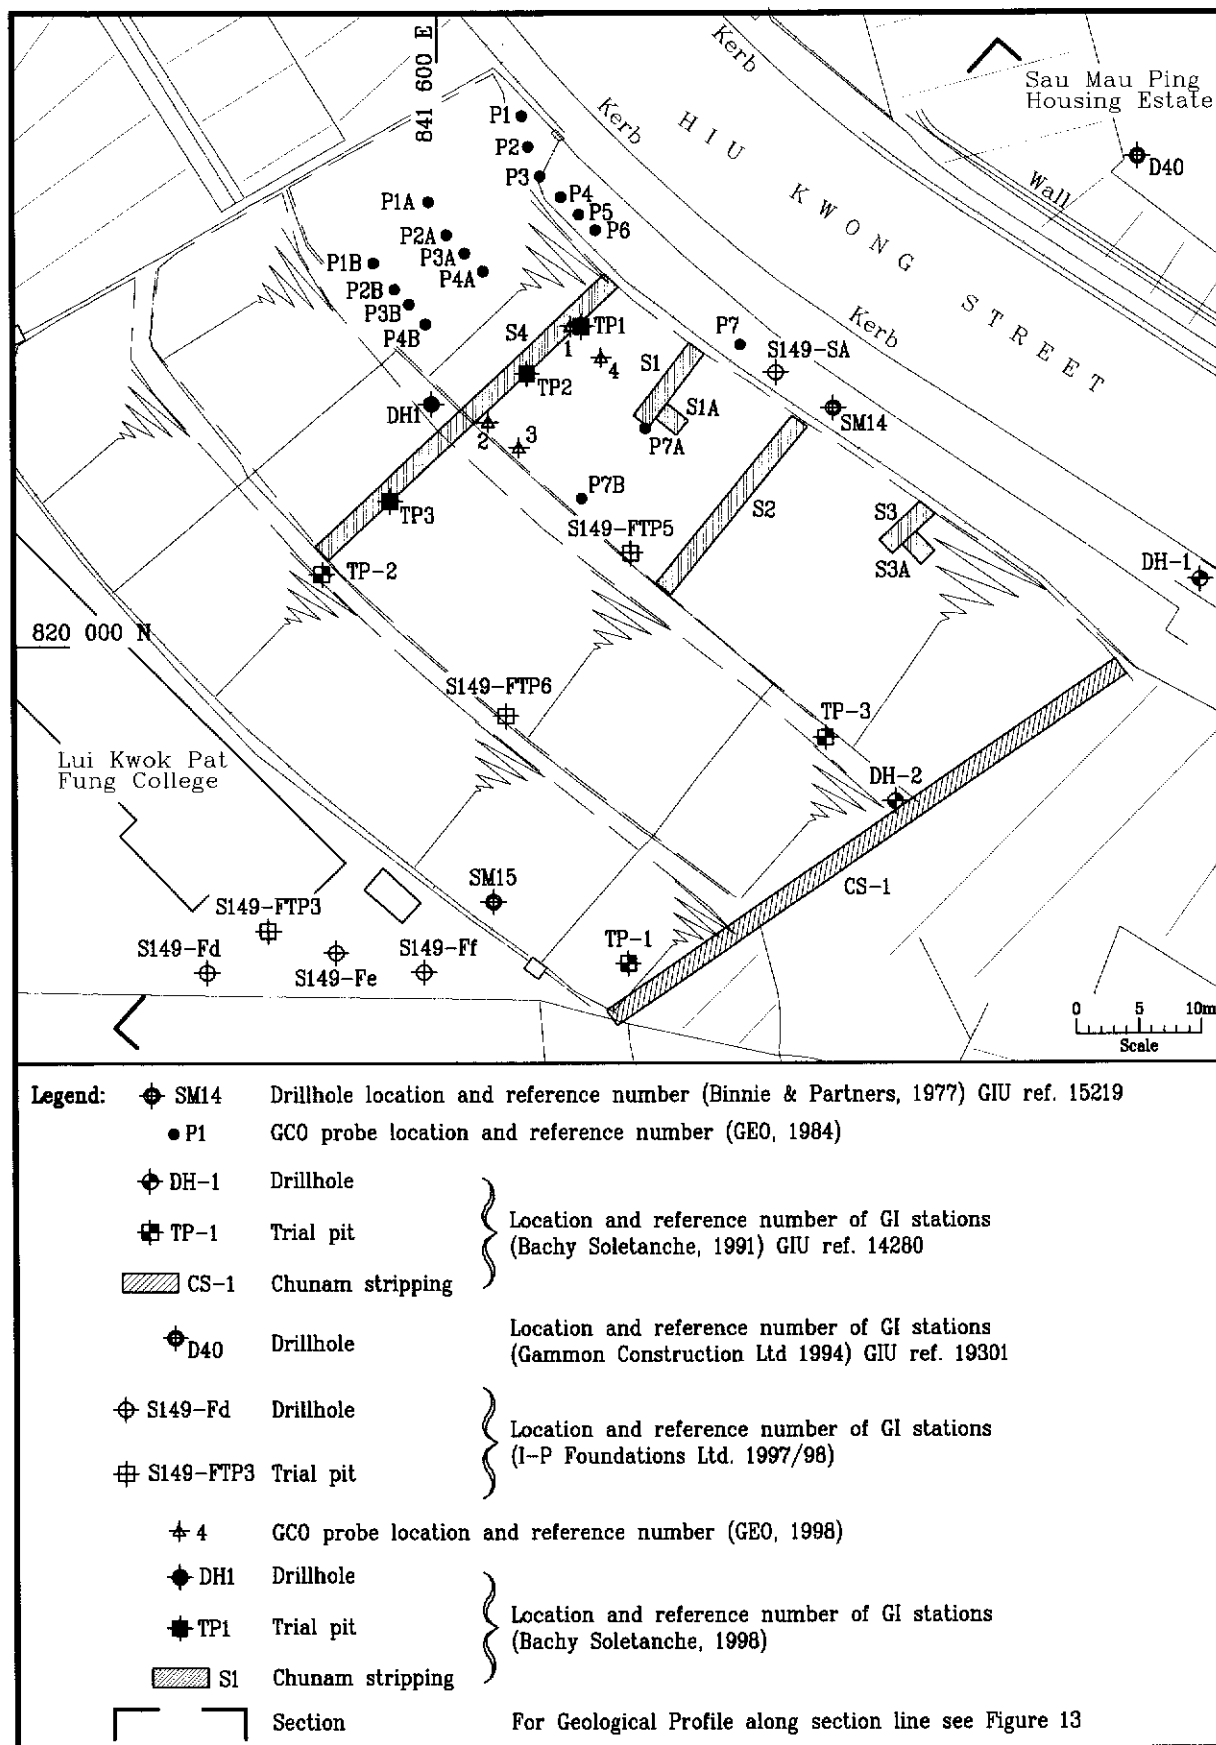 841 600 E
Kerb
Kerb
HIU KWONG STREET
Kerb
Sau Mau Ping
Housing Estate
D40
Wall
P1
P2
P3
P4
P5
P6
P1A
P2A
P3A
P4A
P1B
P2B
P3B
P4B
S4
TP1
1
4
TP2
S1
P7
S149-SA
S1A
SM14
DH1
2
3
P7A
P7B
S2
TP3
S149-FTP5
S3
S3A
DH-1
TP-2
820 000 N
S149-FTP6
TP-3
Lui Kwok Pat
Fung College
DH-2
CS-1
SM15
S149-FTP3
S149-Fd
S149-Fe
S149-Ff
TP-1
0 5 10m
Scale
Legend:
SM14 Drillhole location and reference number (Binnie & Partners, 1977) GIU ref. 15219
P1 GCO probe location and reference number (GEO, 1984)
DH-1 Drillhole
TP-1 Trial pit
CS-1 Chunam stripping
Location and reference number of GI stations
(Bachy Soletanche, 1991) GIU ref. 14280
D40 Drillhole
Location and reference number of GI stations
(Gammon Construction Ltd 1994) GIU ref. 19301
S149-Fd Drillhole
S149-FTP3 Trial pit
Location and reference number of GI stations
(I-P Foundations Ltd. 1997/98)
4 GCO probe location and reference number (GEO, 1998)
DH1 Drillhole
TP1 Trial pit
S1 Chunam stripping
Location and reference number of GI stations
(Bachy Soletanche, 1998)
Section For Geological Profile along section line see Figure 13